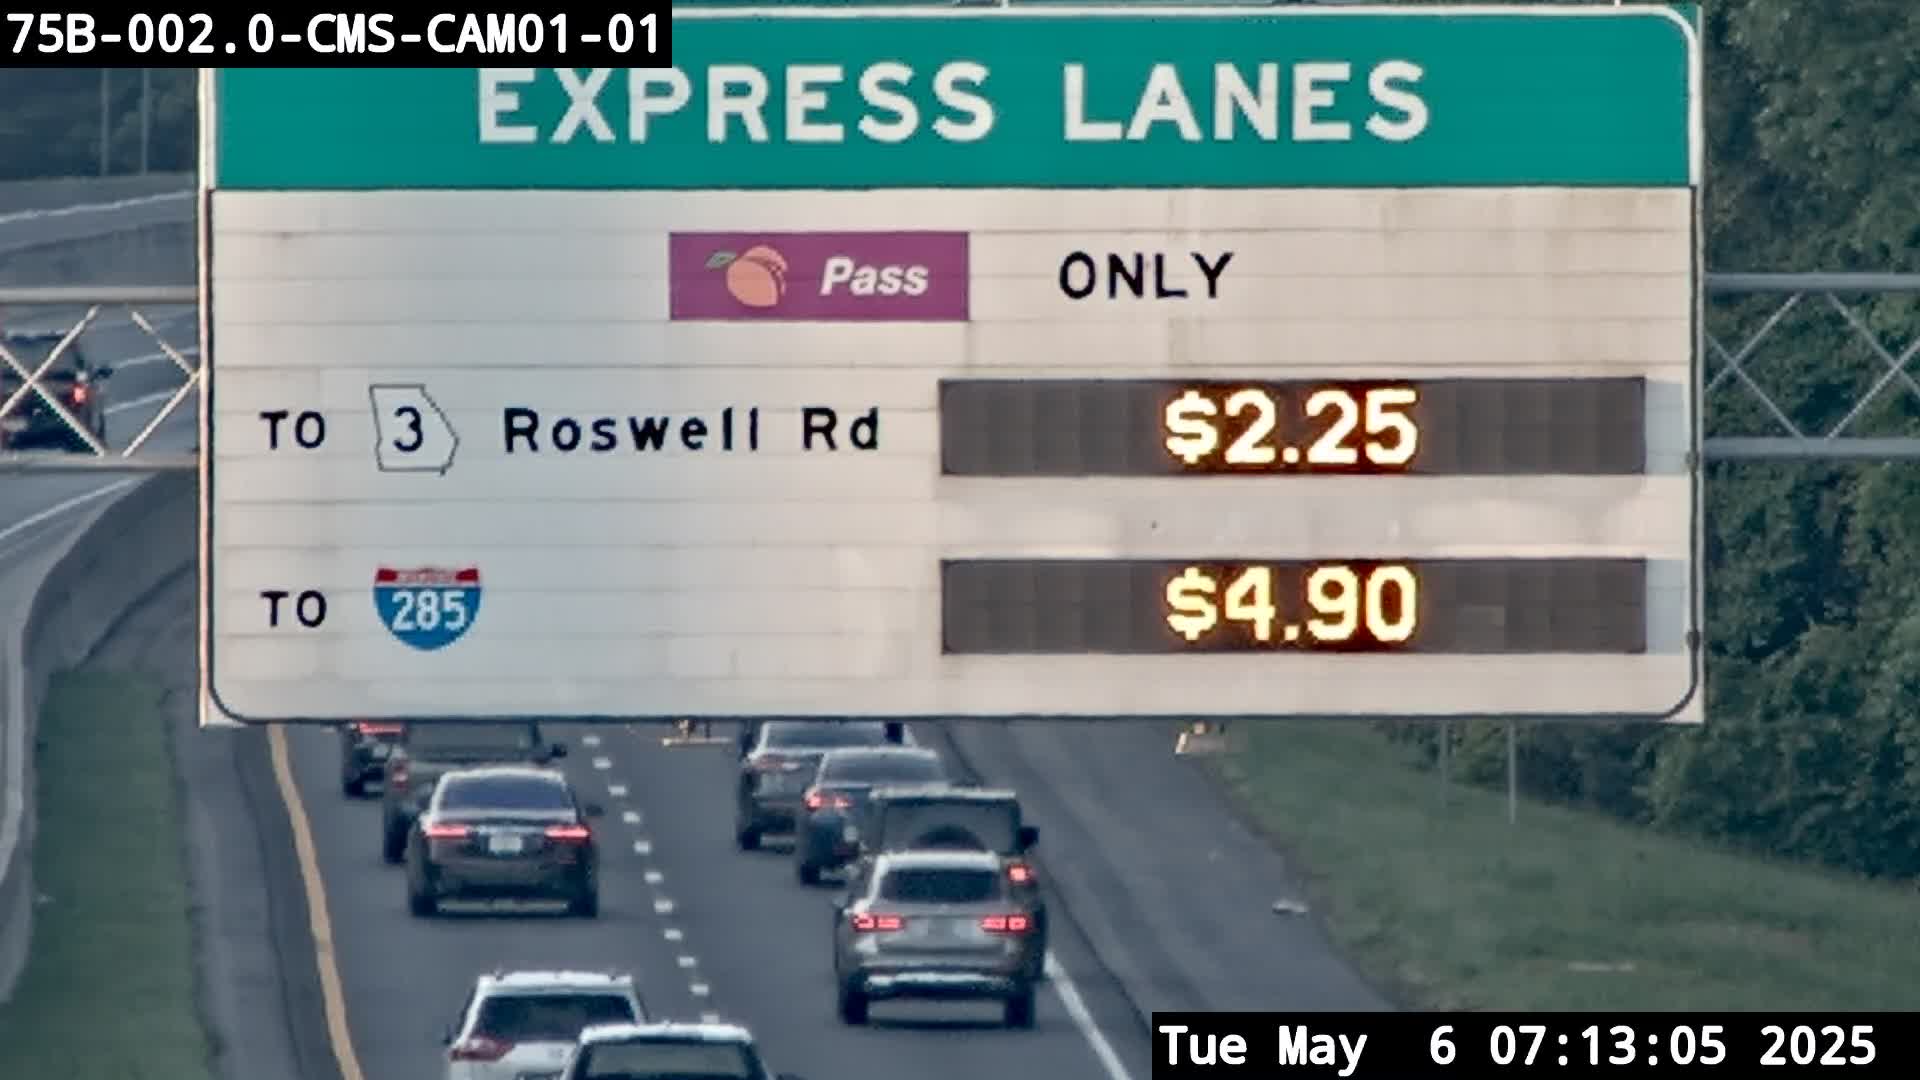 75B-002.0-CMS-CAM01-01
EXPRESS LANES
Pass ONLY
TO 3 Roswell Rd $2.25
TO 285 $4.90
Tue May 6 07:13:05 2025